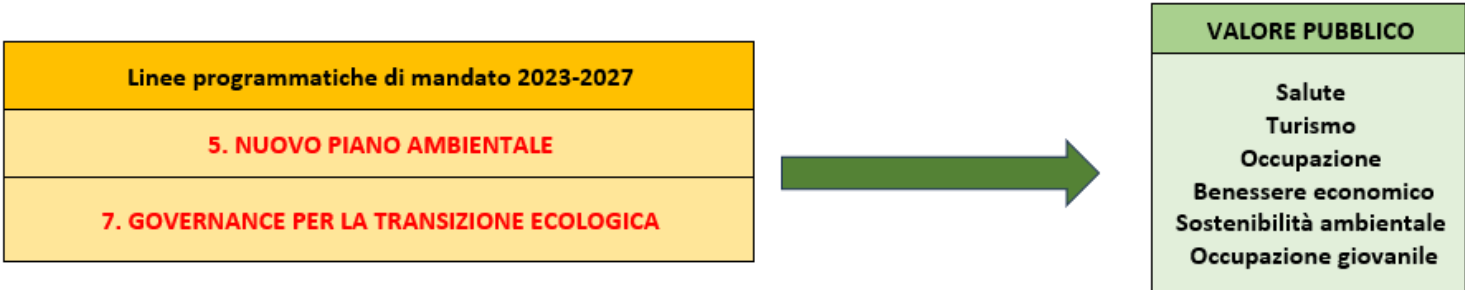 Linee programmatiche di mandato 2023-2027
5. NUOVO PIANO AMBIENTALE
7. GOVERNANCE PER LA TRANSIZIONE ECOLOGICA
VALORE PUBBLICO
Salute
Turismo
Occupazione
Benessere economico
Sostenibilità ambientale
Occupazione giovanile